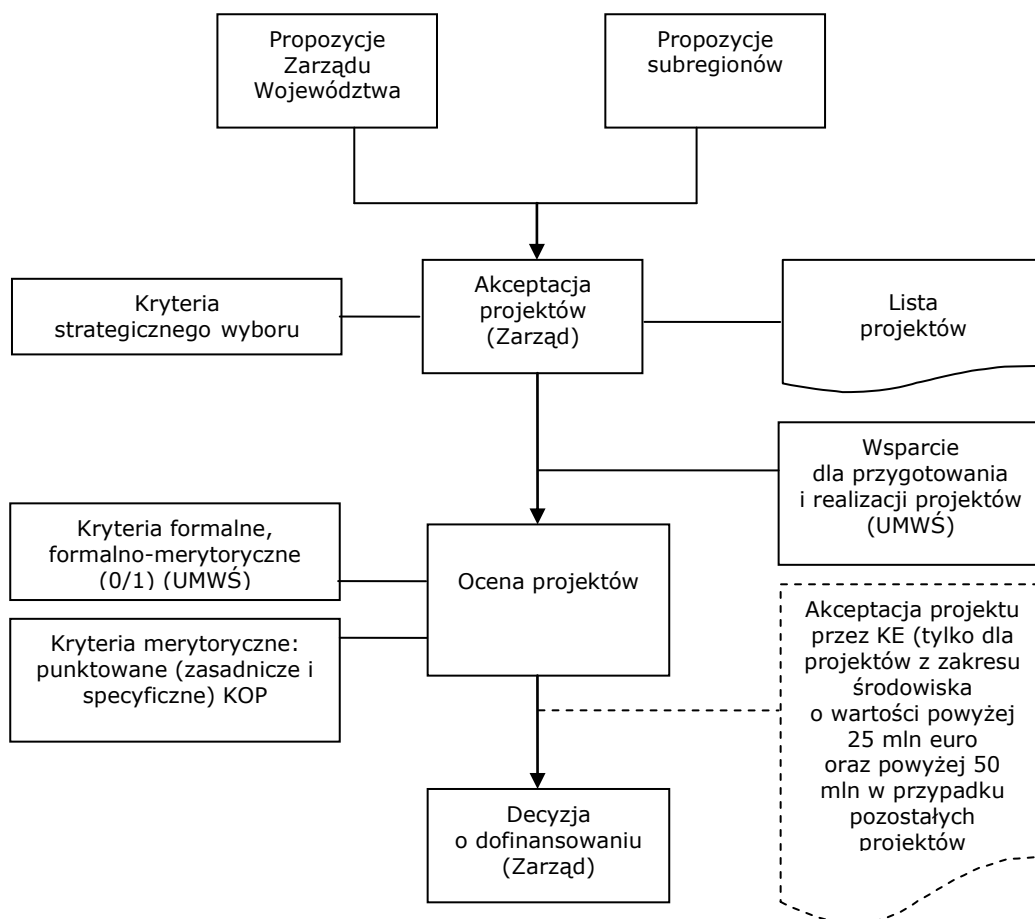 Propozycje
Zarządu
Województwa
Propozycje
subregionów
Kryteria
strategicznego wyboru
Akceptacja
projektów
(Zarząd)
Lista
projektów
Wsparcie
dla przygotowania
i realizacji projektów
(UMWŚ)
Kryteria formalne,
formalno-merytoryczne
(0/1) (UMWŚ)
Ocena projektów
Kryteria merytoryczne:
punktowane (zasadnicze i
specyficzne) KOP
Akceptacja projektu
przez KE (tylko dla
projektów z zakresu
środowiska
o wartości powyżej
25 mln euro
oraz powyżej 50
mln w przypadku
pozostałych
projektów
Decyzja
o dofinansowaniu
(Zarząd)